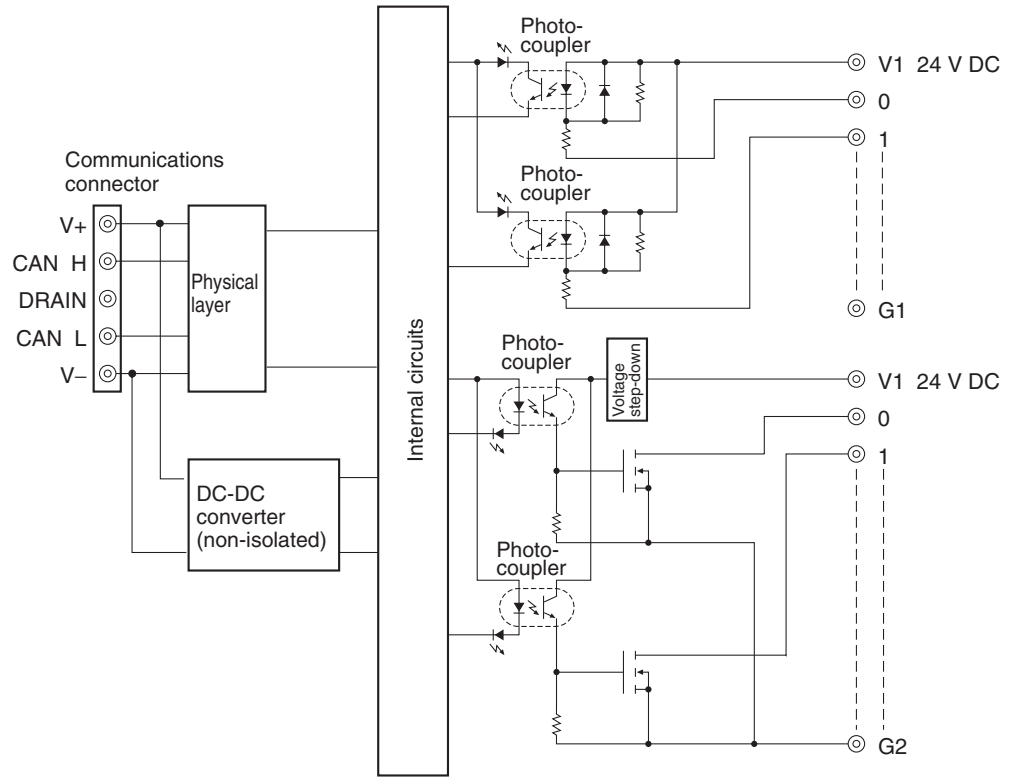 Photo-
coupler
V1 24 V DC
0
1
Photo-
coupler
G1
Communications
connector
V+
CAN H
DRAIN
CAN L
V–
Physical
layer
Internal circuits
Photo-
coupler
Voltage
step-down
V1 24 V DC
0
1
DC-DC
converter
(non-isolated)
Photo-
coupler
G2